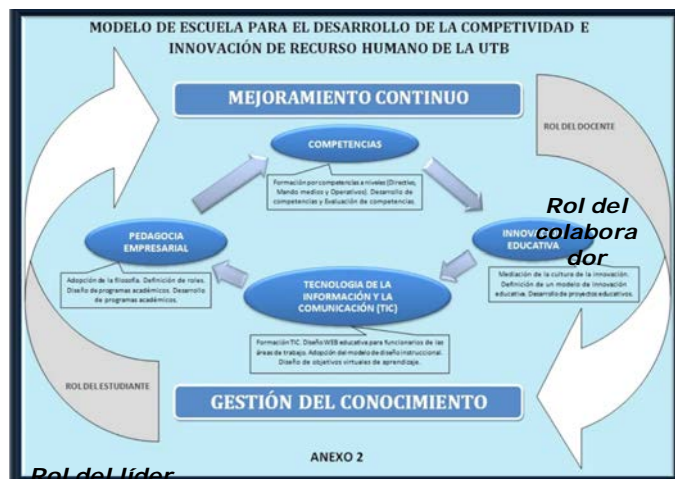 MODELO DE ESCUELA PARA EL DESARROLLO DE LA COMPETIVIDAD E
INNOVACIÓN DE RECURSO HUMANO DE LA UTB
MEJORAMIENTO CONTINUO
ROL DEL DOCENTE
COMPETENCIAS
Formación por competencias a niveles (Directivo,
Mando medios y Operativos). Desarrollo de
competencias y Evaluación de competencias.
Rol del
colabora
dor
PEDAGOCIA
EMPRESARIAL
Adopción de la filosofía. Definición de roles.
Diseño de programas académicos. Desarrollo
de programas académicos.
EDUCATIVA
Mediación de la cultura de la innovación.
Definición de un modelo de innovación
educativa. Desarrollo de proyectos educativos.
TECNOLOGIA DE LA
INFORMACIÓN Y LA
COMUNICACIÓN (TIC)
Formación TIC. Diseño WEB educativa para funcionarios de las
áreas de trabajo. Adopción del modelo de diseño instruccional.
Diseño de objetivos virtuales de aprendizaje.
ROL DEL ESTUDIANTE
GESTIÓN DEL CONOCIMIENTO
ANEXO 2
Rol del líder